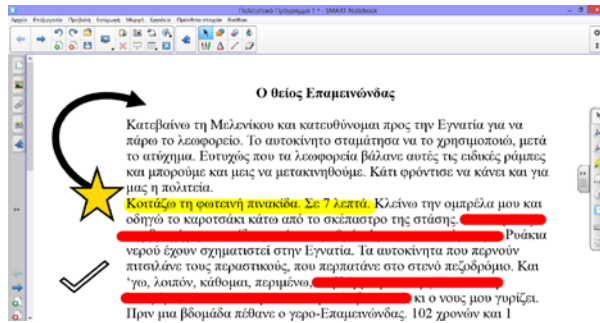 Πολιτιστικό Πρόγραμμα 1 * - SMART Notebook
Αρχείο Επεξεργασία Προβολή Εισαγωγή Μορφή Εργαλεία Πρόσθετα στοιχεία Βοήθεια
Ο θείος Επαμεινώνδας
Κατεβαίνω τη Μελενίκου και κατευθύνομαι προς την Εγνατία για να
πάρω το λεωφορείο. Το αυτοκίνητο σταμάτησα να το χρησιμοποιώ, μετά
το ατύχημα. Ευτυχώς που τα λεωφορεία βάλανε αυτές τις ειδικές ράμπες
και μπορούμε και μεις να μετακινηθούμε. Κάτι φρόντισε να κάνει και για
μας η πολιτεία.
Κοιτάζω τη φωτεινή πινακίδα. Σε 7 λεπτά. Κλείνω την ομπρέλα μου και
οδηγώ το καροτσάκι κάτω από το σκέπαστρο της στάσης.
Ρυάκια
νερού έχουν σχηματιστεί στην Εγνατία. Τα αυτοκίνητα που περνούν
πιτσιλάνε τους περαστικούς, που περπατάνε στο στενό πεζοδρόμιο. Και
'γω, λοιπόν, κάθομαι, περιμένω,
κι ο νους μου γυρίζει.
Πριν μια βδομάδα πέθανε ο γερο-Επαμεινώνδας. 102 χρονών και 1